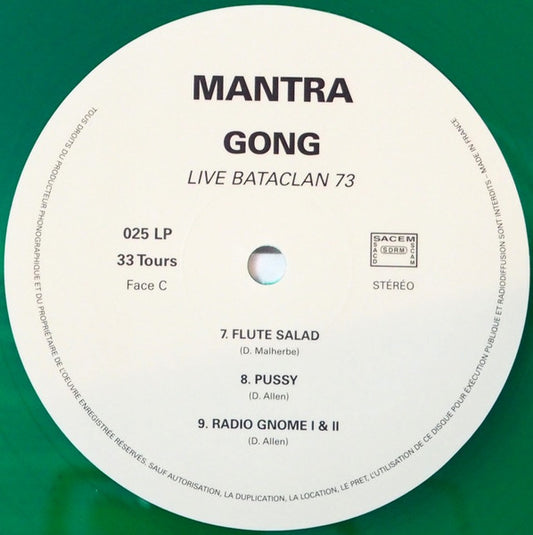 MANTRA
GONG
LIVE BATACLAN 73
025 LP
33 Tours
Face C
SACEM
SACD
SDRM
SCAM
STÉRÉO
7. FLUTE SALAD
(D. Malherbe)
8. PUSSY
(D. Allen)
9. RADIO GNOME I & II
(D. Allen)
TOUS DROITS DU PRODUCTEUR PHONOGRAPHIQUE ET DU PROPRIÉTAIRE DE L'OEUVRE ENREGISTRÉE RÉSERVÉS. SAUF AUTORISATION, LA DUPLICATION, LA LOCATION, LE PRET, L'UTILISATION DE CE DISQUE POUR EXÉCUTION PUBLIQUE ET RADIODIFFUSION SONT INTERDITS - MADE IN FRANCE